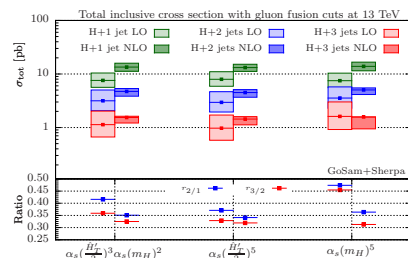 Total inclusive cross section with gluon fusion cuts at 13 TeV
H+1 jet LO H+2 jets LO H+3 jets LO
H+1 jet NLO H+2 jets NLO H+3 jets NLO
σtot [pb]
100
10
1
GoSam+Sherpa
Ratio
0.50
0.45
0.40
0.35
0.30
0.25
r2/1 r3/2
αs(Ĥ′T/2)³αs(mH)² αs(Ĥ′T/2)⁵ αs(mH)⁵